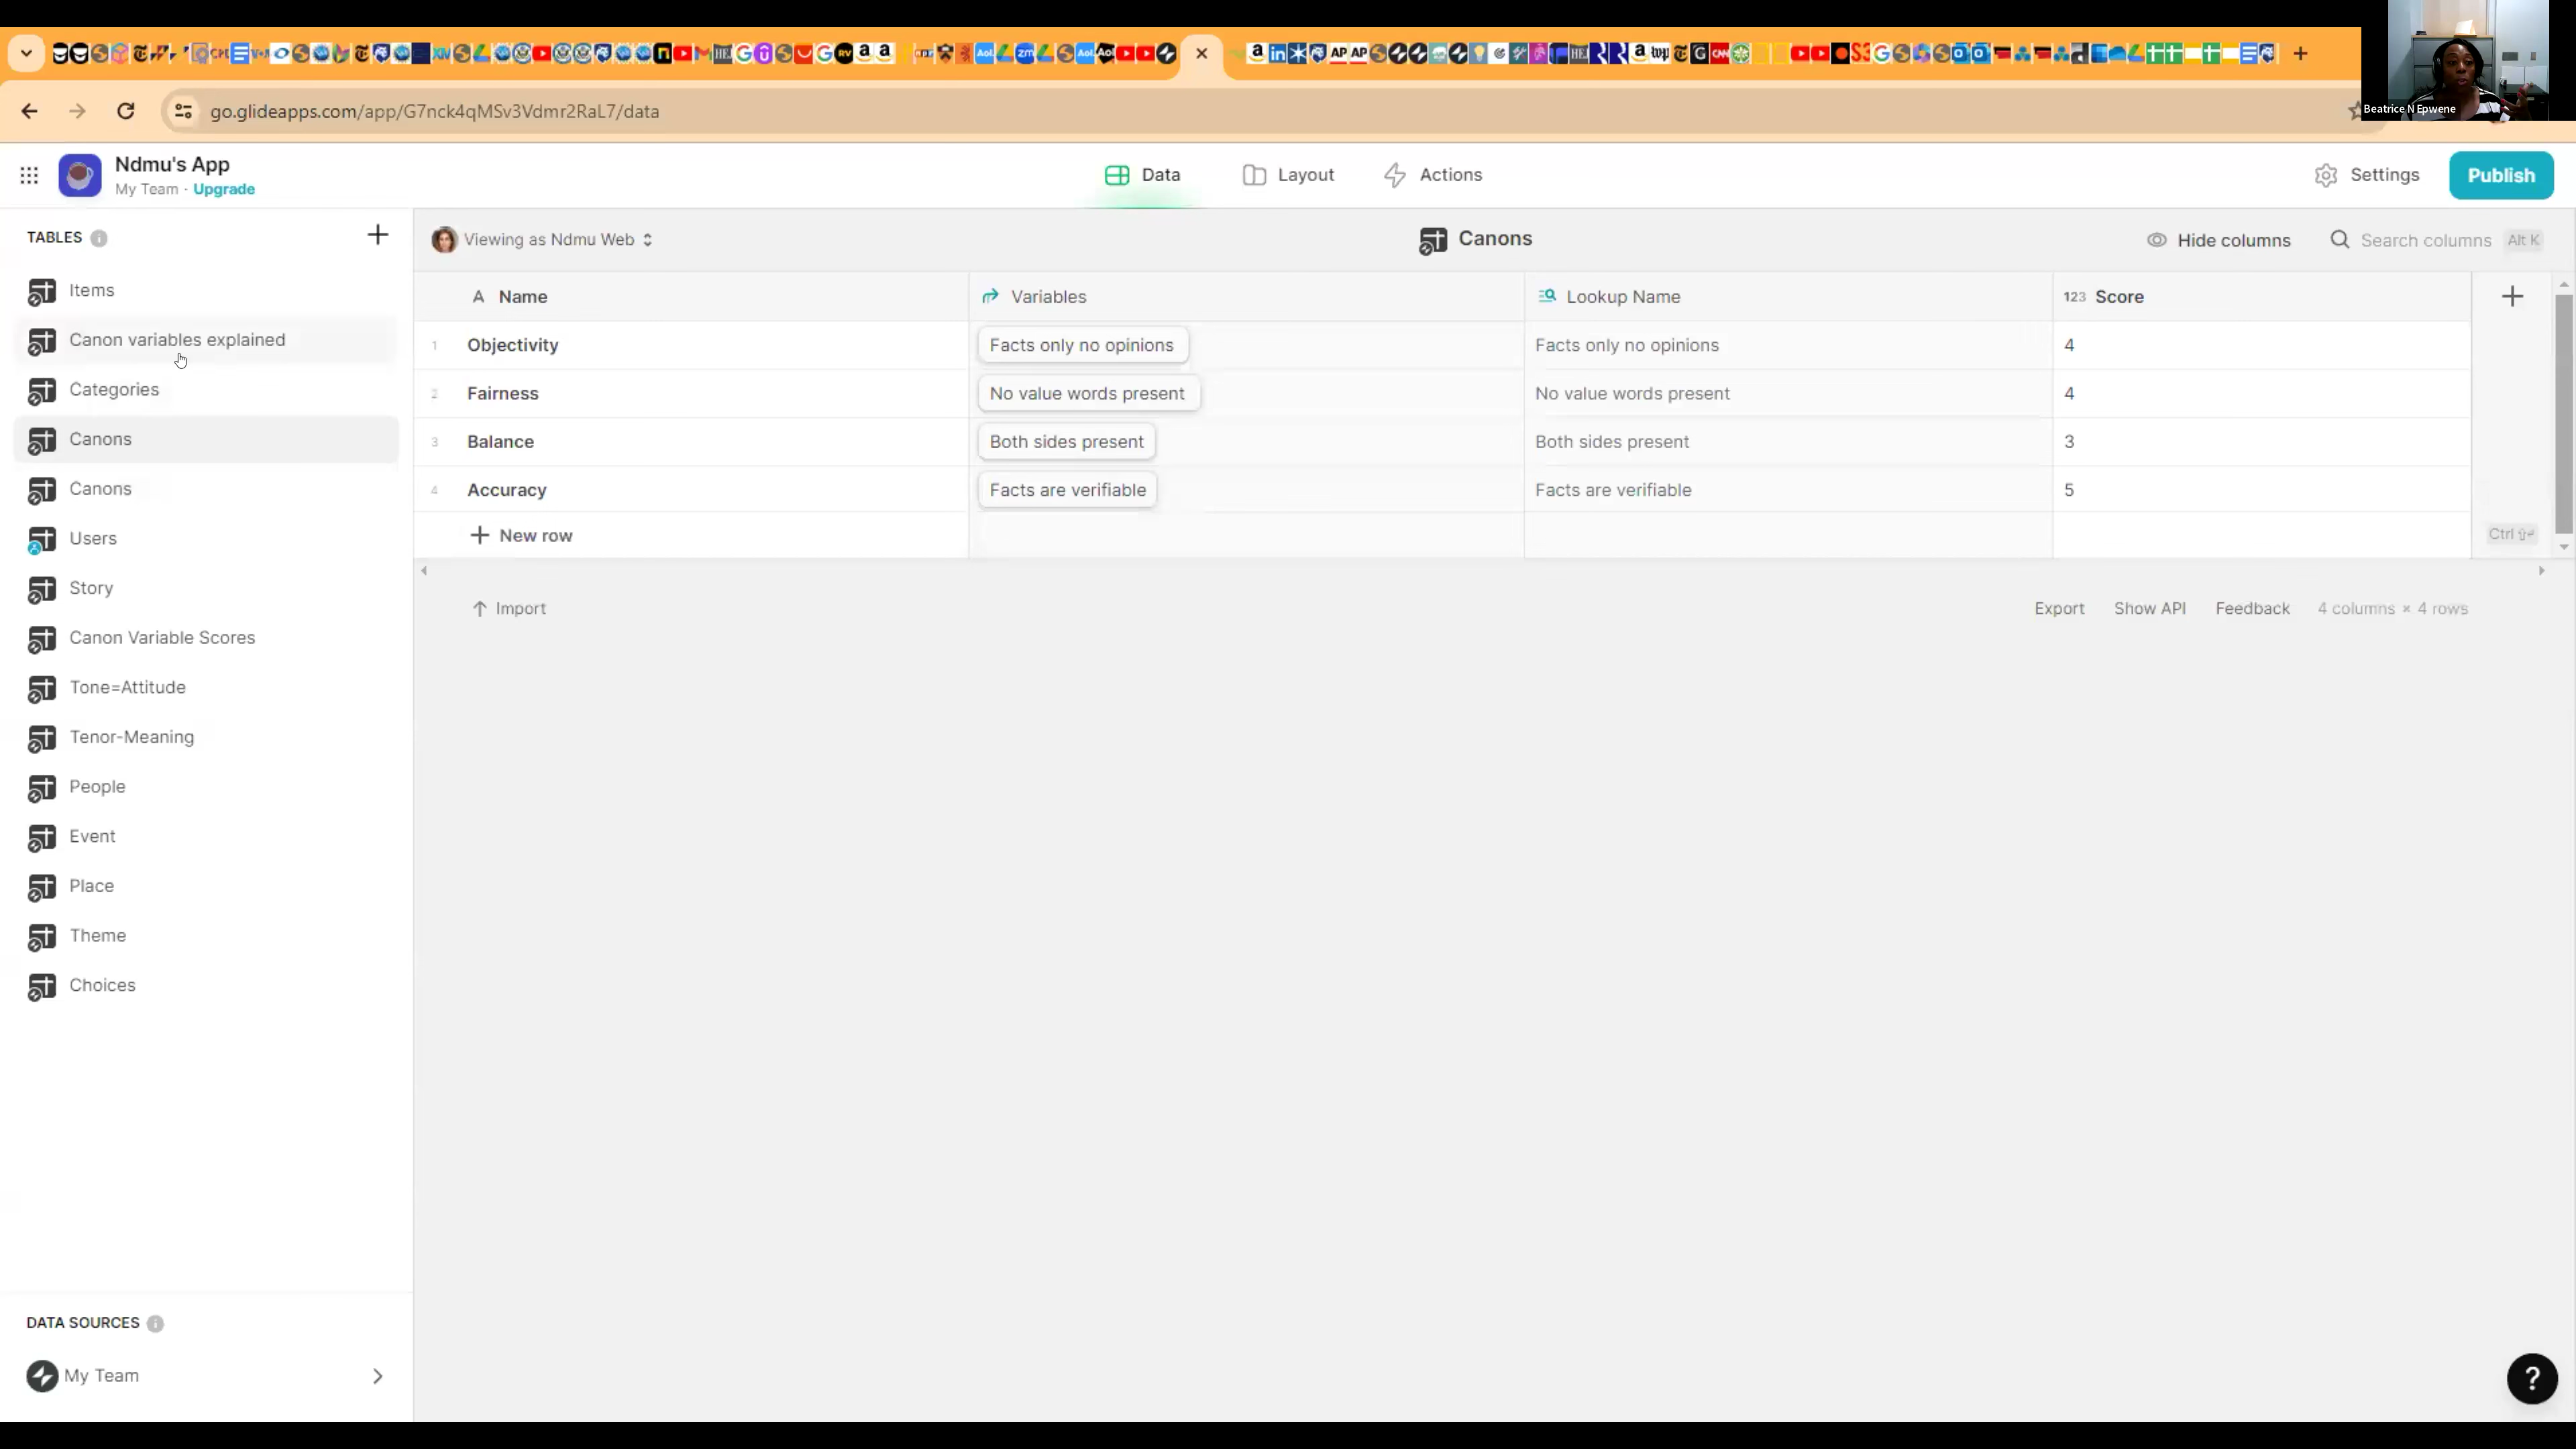 Beatrice N Epwene
go.glideapps.com/app/G7nck4qMSv3Vdmr2RaL7/data
Ndmu's App
My Team · Upgrade
Data
Layout
Actions
Settings
Publish
TABLES
Items
Canon variables explained
Categories
Canons
Canons
Users
Story
Canon Variable Scores
Tone=Attitude
Tenor-Meaning
People
Event
Place
Theme
Choices
DATA SOURCES
My Team
Viewing as Ndmu Web
Canons
Hide columns
Search columns Alt K
Name Variables Lookup Name 123 Score
1 Objectivity Facts only no opinions Facts only no opinions 4
2 Fairness No value words present No value words present 4
3 Balance Both sides present Both sides present 3
4 Accuracy Facts are verifiable Facts are verifiable 5
New row
Ctrl
Import
Export Show API Feedback 4 columns × 4 rows
?